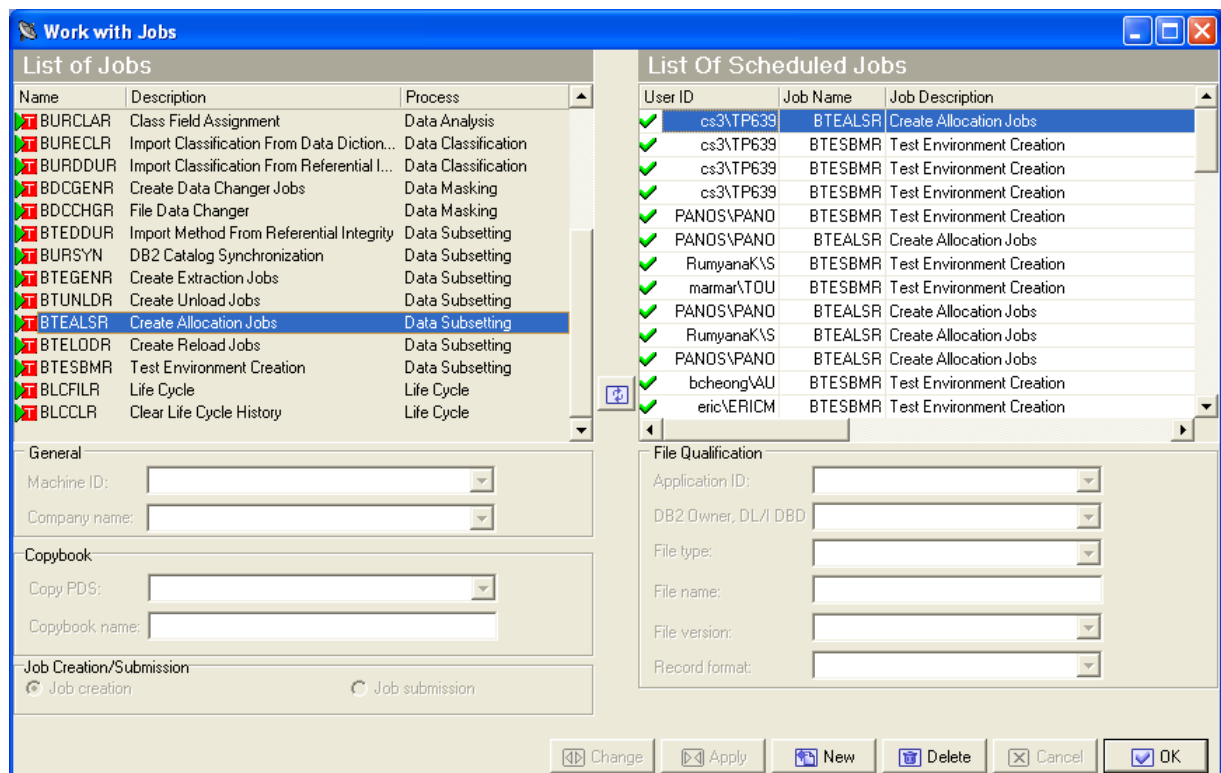 Work with Jobs
List of Jobs
Name Description Process
BURCLAR Class Field Assignment Data Analysis
BURECLR Import Classification From Data Diction... Data Classification
BURDDUR Import Classification From Referential I... Data Classification
BDCGENR Create Data Changer Jobs Data Masking
BDCCHGR File Data Changer Data Masking
BTEDDUR Import Method From Referential Integrity Data Subsetting
BURSYN DB2 Catalog Synchronization Data Subsetting
BTEGENR Create Extraction Jobs Data Subsetting
BTUNLDR Create Unload Jobs Data Subsetting
BTEALSR Create Allocation Jobs Data Subsetting
BTELODR Create Reload Jobs Data Subsetting
BTESBMR Test Environment Creation Data Subsetting
BLCFILR Life Cycle Life Cycle
BLCCLR Clear Life Cycle History Life Cycle
List Of Scheduled Jobs
User ID Job Name Job Description
cs3\TP639 BTEALSR Create Allocation Jobs
cs3\TP639 BTESBMR Test Environment Creation
cs3\TP639 BTESBMR Test Environment Creation
cs3\TP639 BTESBMR Test Environment Creation
PANOS\PANO BTESBMR Test Environment Creation
PANOS\PANO BTEALSR Create Allocation Jobs
RumyanaK\S BTESBMR Test Environment Creation
marmar\TOU BTESBMR Test Environment Creation
PANOS\PANO BTEALSR Create Allocation Jobs
RumyanaK\S BTEALSR Create Allocation Jobs
PANOS\PANO BTEALSR Create Allocation Jobs
bcheong\AU BTESBMR Test Environment Creation
eric\ERICM BTESBMR Test Environment Creation
General
Machine ID:
Company name:
Copybook
Copy PDS:
Copybook name:
Job Creation/Submission
Job creation Job submission
File Qualification
Application ID:
DB2 Owner, DL/I DBD
File type:
File name:
File version:
Record format:
Change Apply New Delete Cancel OK